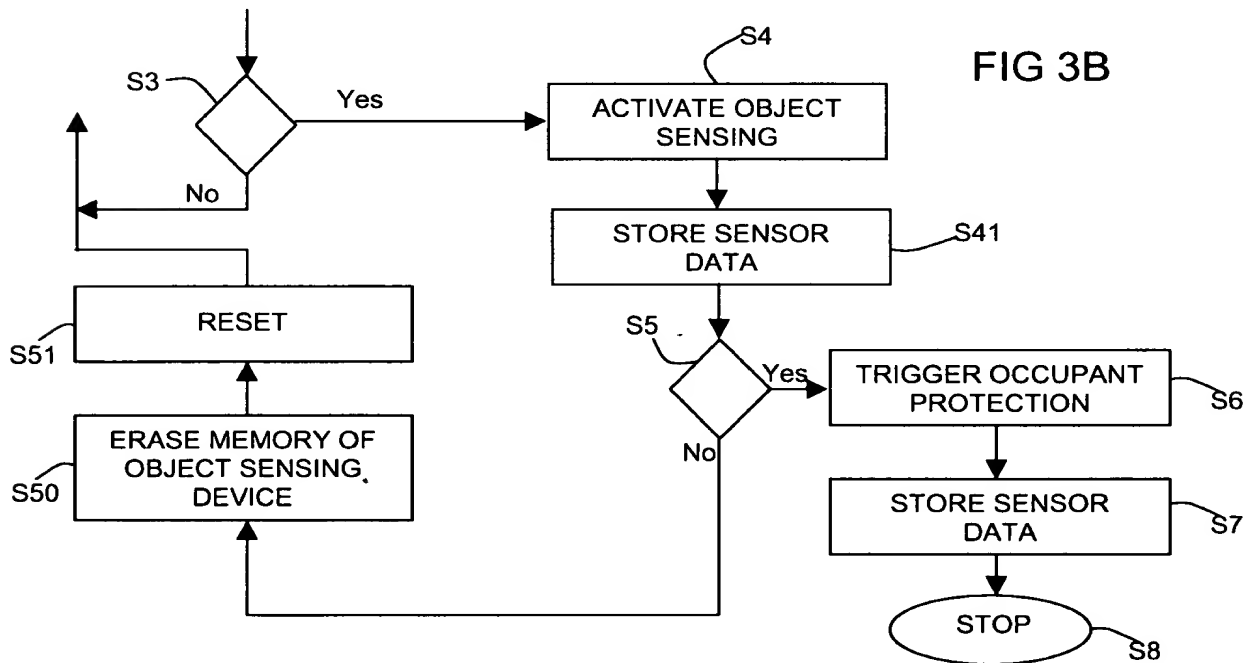 FIG 3B
S3
Yes
No
S4
ACTIVATE OBJECT
SENSING
STORE SENSOR
DATA
S41
S5
Yes
No
TRIGGER OCCUPANT
PROTECTION
S6
STORE SENSOR
DATA
S7
STOP
S8
RESET
S51
ERASE MEMORY OF
OBJECT SENSING
DEVICE
S50